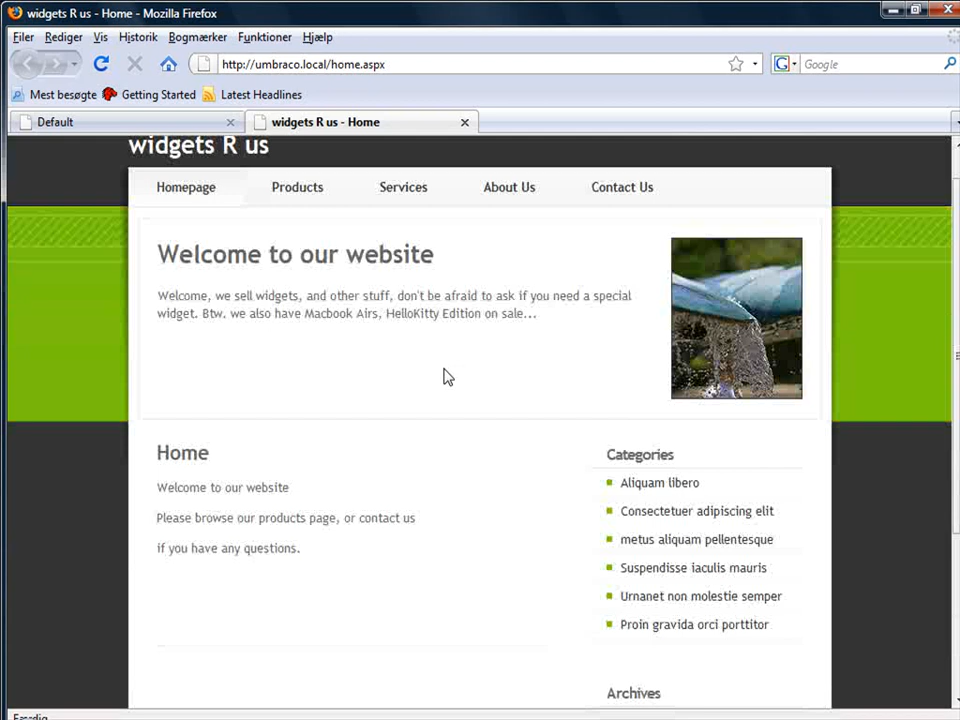 widgets R us - Home - Mozilla Firefox
Filer Rediger Vis Historik Bogmærker Funktioner Hjælp
http://umbraco.local/home.aspx
Google
Mest besøgte Getting Started Latest Headlines
Default
widgets R us - Home
widgets R us
Homepage Products Services About Us Contact Us
Welcome to our website
Welcome, we sell widgets, and other stuff, don't be afraid to ask if you need a special
widget. Btw. we also have Macbook Airs, HelloKitty Edition on sale...
Home
Welcome to our website
Please browse our products page, or contact us
if you have any questions.
Categories
Aliquam libero
Consectetuer adipiscing elit
metus aliquam pellentesque
Suspendisse iaculis mauris
Urnanet non molestie semper
Proin gravida orci porttitor
Archives
Færdig